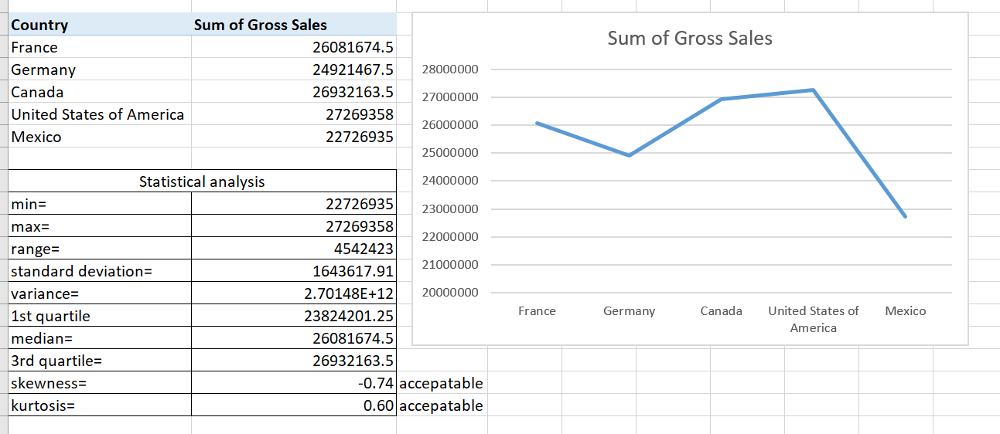 Country Sum of Gross Sales
France 26081674.5
Germany 24921467.5
Canada 26932163.5
United States of America 27269358
Mexico 22726935
Statistical analysis
min= 22726935
max= 27269358
range= 4542423
standard deviation= 1643617.91
variance= 2.70148E+12
1st quartile 23824201.25
median= 26081674.5
3rd quartile= 26932163.5
skewness= -0.74 accepatable
kurtosis= 0.60 accepatable
Sum of Gross Sales
28000000
27000000
26000000
25000000
24000000
23000000
22000000
21000000
20000000
France Germany Canada United States of Mexico
America